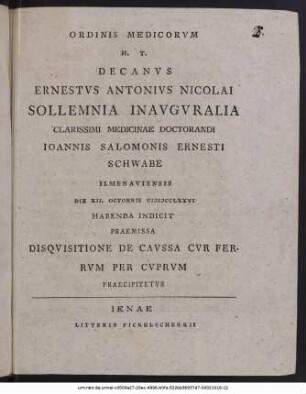 ORDINIS MEDICORVM
H. T.
DECANVS
ERNESTVS ANTONIVS NICOLAI
SOLLEMNIA INAVGVRALIA
CLARISSIMI MEDICINAE DOCTORANDI
IOANNIS SALOMONIS ERNESTI
SCHWABE
ILMENAVIENSIS
DIE XII. OCTOBRIS CIↃIↃCCLXXVI
HABENDA INDICIT
PRAEMISSA
DISQVISITIONE DE CAVSSA CVR FER-
RVM PER CVPRVM
PRAECIPITETVR
IENAE
LITTERIS FICKELSCHERRII